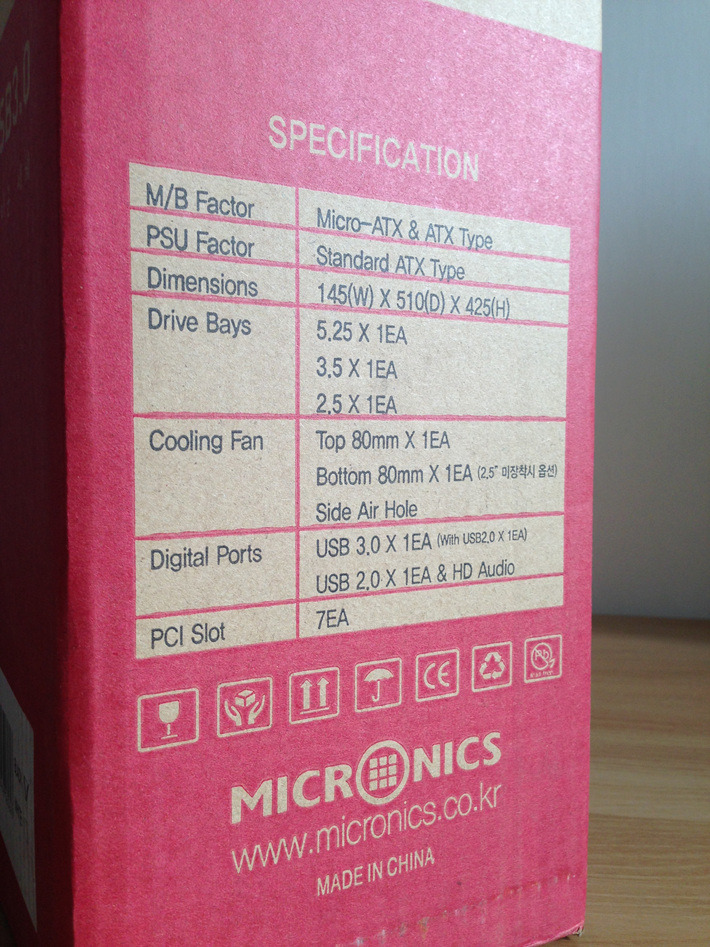 SPECIFICATION
M/B Factor Micro-ATX & ATX Type
PSU Factor Standard ATX Type
Dimensions 145(W) X 510(D) X 425(H)
Drive Bays 5.25 X 1EA
3.5 X 1EA
2.5 X 1EA
Cooling Fan Top 80mm X 1EA
Bottom 80mm X 1EA (2.5" 미장착시 옵션)
Side Air Hole
Digital Ports USB 3.0 X 1EA (With USB2.0 X 1EA)
USB 2.0 X 1EA & HD Audio
PCI Slot 7EA
CE
Pb
MICRONICS
www.micronics.co.kr
MADE IN CHINA